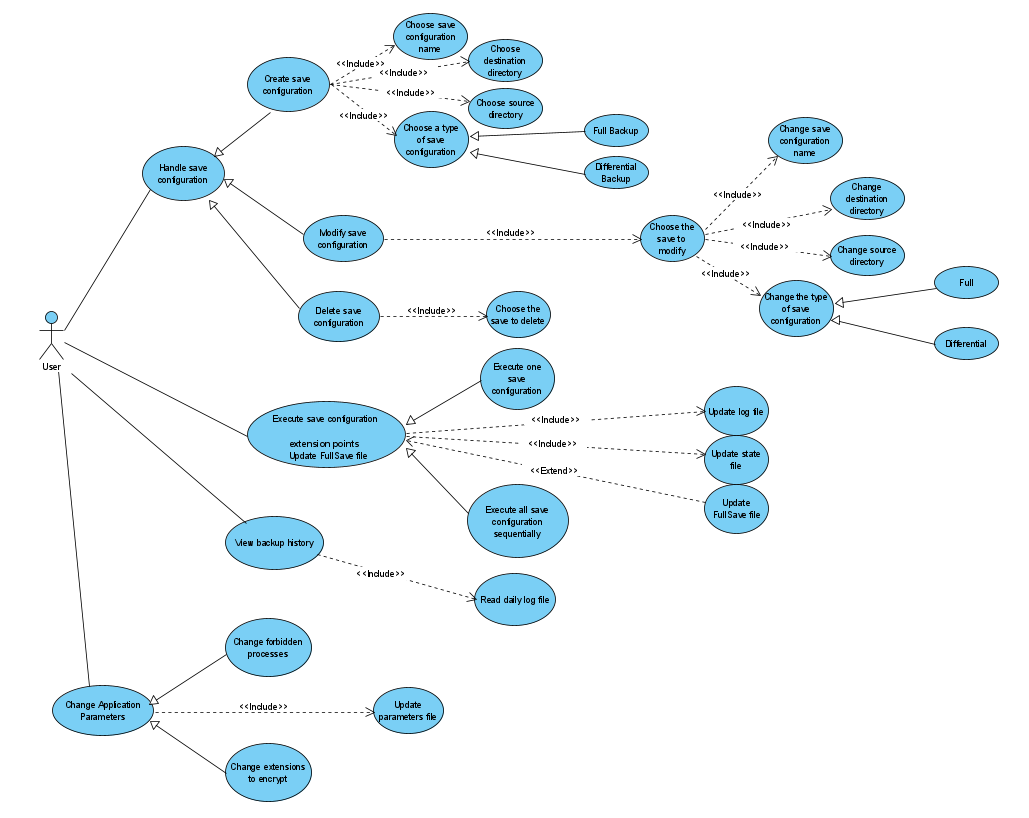 Choose save
configuration
name
<<Include>>
Choose
destination
directory
<<Include>>
Create save
configuration
<<Include>>
Choose source
directory
<<Include>>
Choose a type
of save
configuration
Full Backup
Differential
Backup
Handle save
configuration
Change save
configuration
name
<<Include>>
Change
destination
directory
<<Include>>
Modify save
configuration
<<Include>>
Choose the
save to
modify
<<Include>>
Change source
directory
<<Include>>
Change the type
of save
configuration
Full
Differential
Delete save
configuration
<<Include>>
Choose the
save to delete
User
Execute one
save
configuration
Execute save configuration
extension points
Update FullSave file
<<Include>>
Update log file
<<Include>>
Update state
file
<<Extend>>
Update
FullSave file
Execute all save
configuration
sequentially
View backup history
<<Include>>
Read daily log file
Change forbidden
processes
Change Application
Parameters
<<Include>>
Update
parameters file
Change extensions
to encrypt